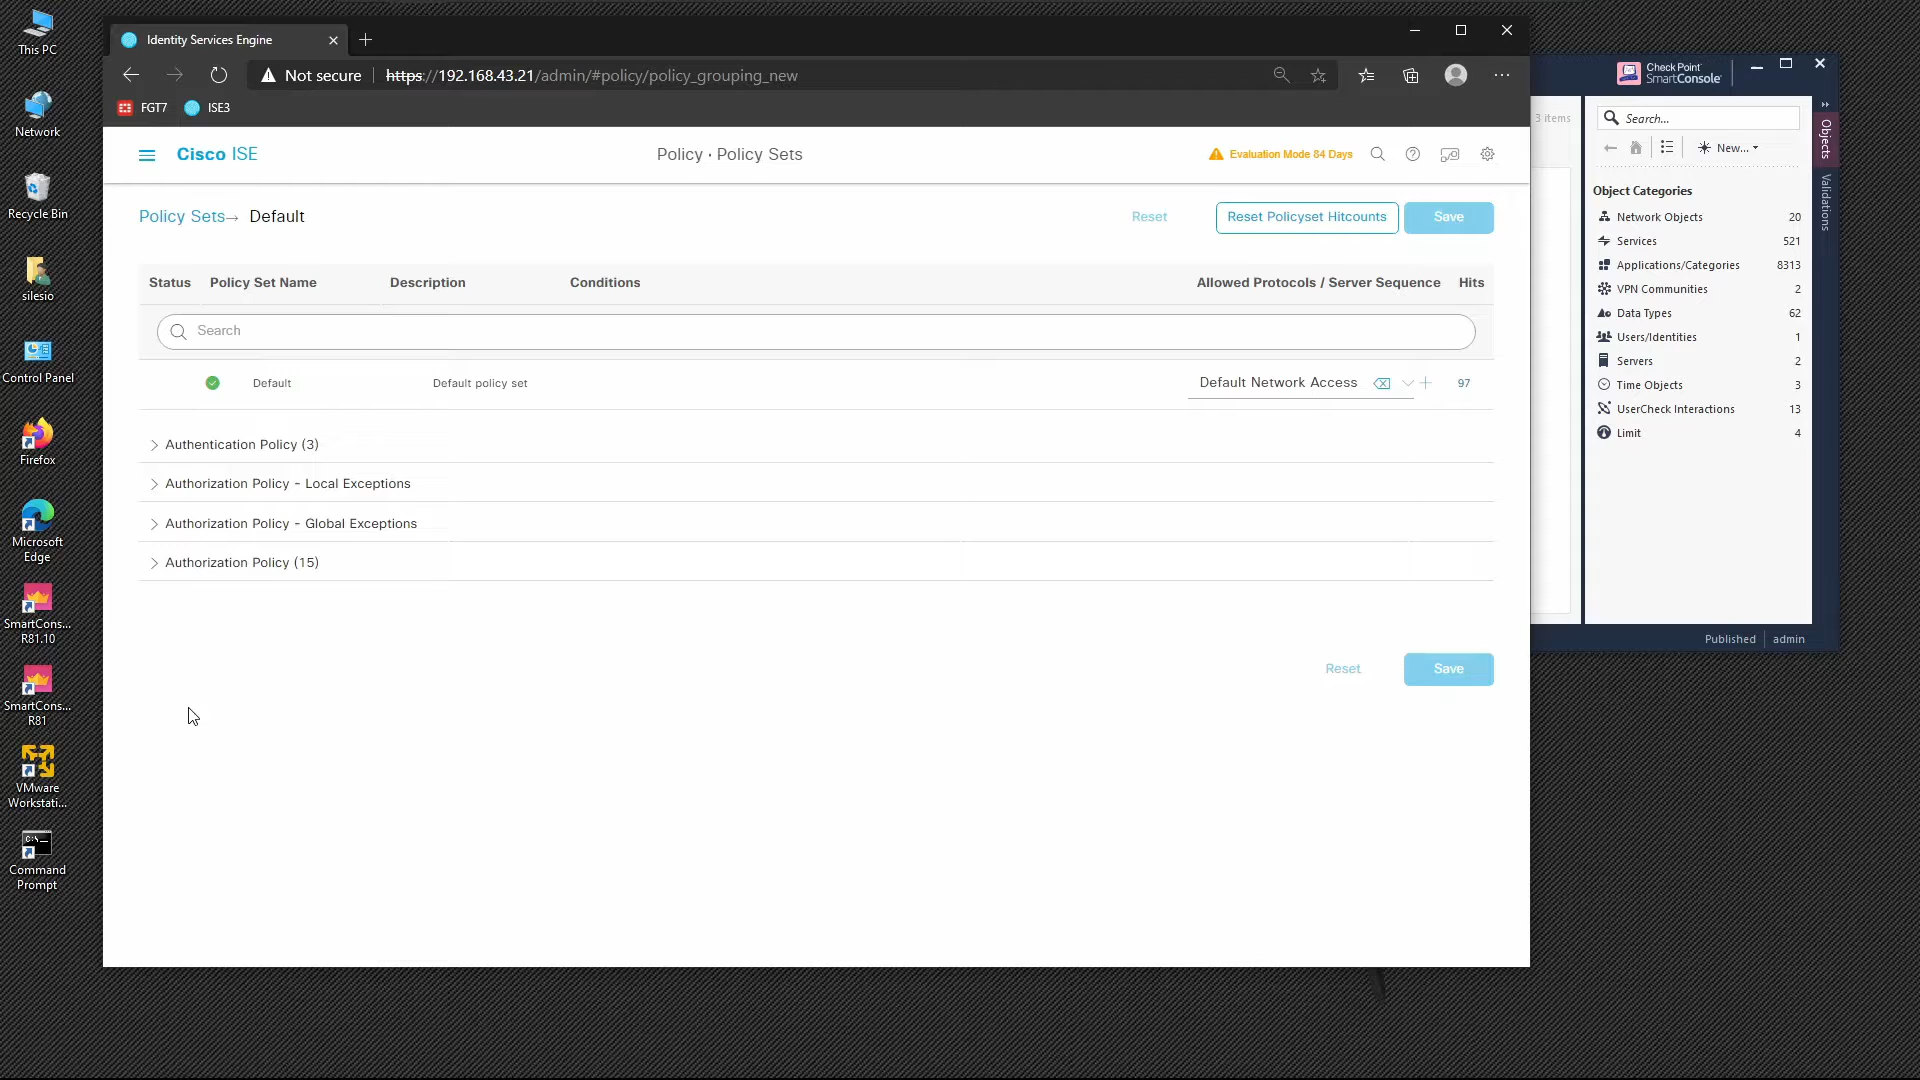 This PC
Network
Recycle Bin
silesio
Control Panel
Firefox
Microsoft
Edge
SmartCons...
R81.10
SmartCons...
R81
VMware
Workstati...
Command
Prompt
Identity Services Engine
Not secure
https://192.168.43.21/admin/#policy/policy_grouping_new
FGT7
ISE3
Cisco ISE
Policy · Policy Sets
Evaluation Mode 84 Days
Policy Sets→ Default
Reset
Reset Policyset Hitcounts
Save
Status
Policy Set Name
Description
Conditions
Allowed Protocols / Server Sequence
Hits
Search
Default
Default policy set
Default Network Access
97
Authentication Policy (3)
Authorization Policy - Local Exceptions
Authorization Policy - Global Exceptions
Authorization Policy (15)
Reset
Save
Check Point
SmartConsole
3 items
Search...
New...
Objects
Validations
Object Categories
Network Objects 20
Services 521
Applications/Categories 8313
VPN Communities 2
Data Types 62
Users/Identities 1
Servers 2
Time Objects 3
UserCheck Interactions 13
Limit 4
Published
admin